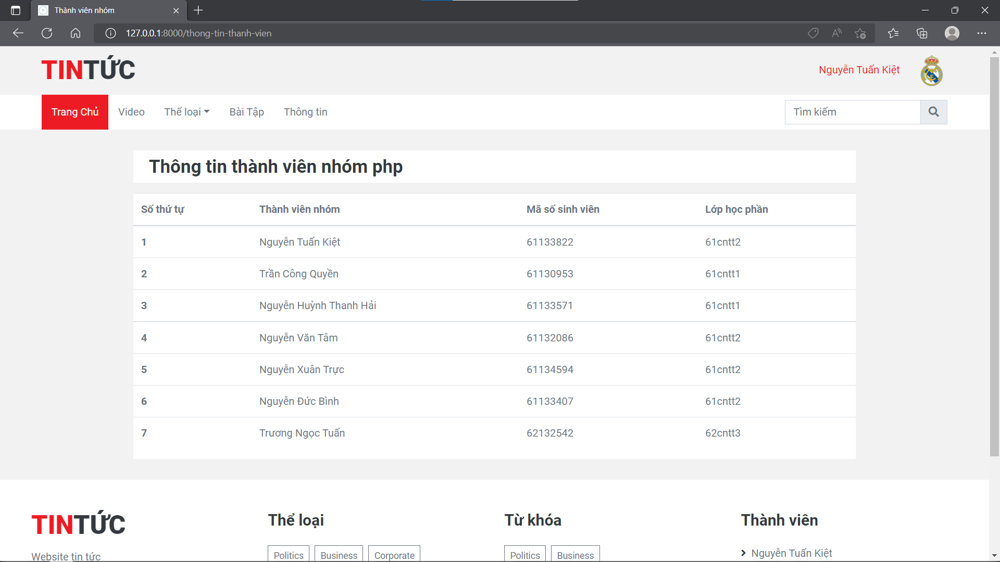 Thành viên nhóm
127.0.0.1:8000/thong-tin-thanh-vien
TINTỨC
Nguyễn Tuấn Kiệt
Trang Chủ Video Thể loại Bài Tập Thông tin Tìm kiếm
Thông tin thành viên nhóm php
Số thứ tự Thành viên nhóm Mã số sinh viên Lớp học phần
1 Nguyễn Tuấn Kiệt 61133822 61cntt2
2 Trần Công Quyền 61130953 61cntt1
3 Nguyễn Huỳnh Thanh Hải 61133571 61cntt1
4 Nguyễn Văn Tâm 61132086 61cntt2
5 Nguyễn Xuân Trực 61134594 61cntt2
6 Nguyễn Đức Bình 61133407 61cntt2
7 Trương Ngọc Tuấn 62132542 62cntt3
TINTỨC Thể loại Từ khóa Thành viên
Website tin tức Politics Business Corporate Politics Business Nguyễn Tuấn Kiệt